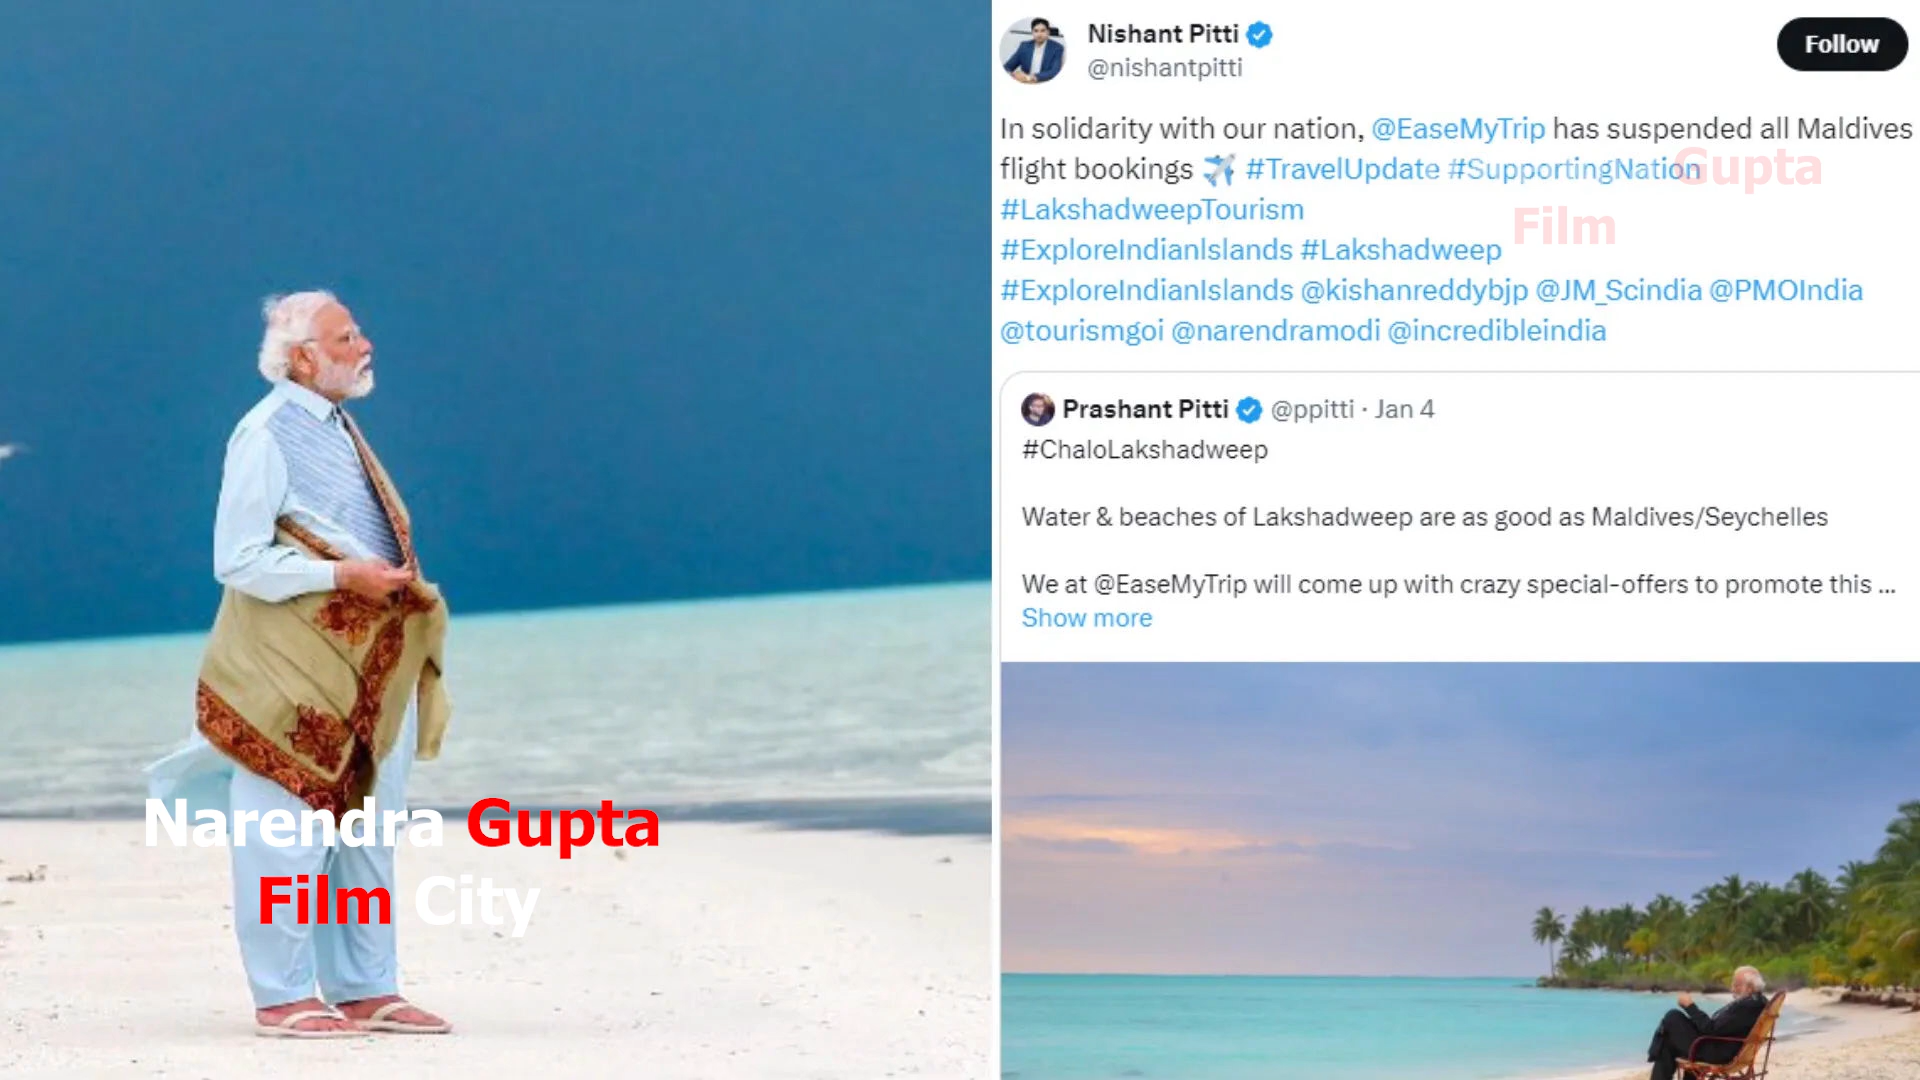 Narendra Gupta
Film City
Nishant Pitti
@nishantpitti
Follow
In solidarity with our nation, @EaseMyTrip has suspended all Maldives
flight bookings ✈️ #TravelUpdate #SupportingNation
#LakshadweepTourism
#ExploreIndianIslands #Lakshadweep
#ExploreIndianIslands @kishanreddybjp @JM_Scindia @PMOIndia
@tourismgoi @narendramodi @incredibleindia
Gupta
Film
Prashant Pitti @ppitti · Jan 4
#ChaloLakshadweep
Water & beaches of Lakshadweep are as good as Maldives/Seychelles
We at @EaseMyTrip will come up with crazy special-offers to promote this ...
Show more